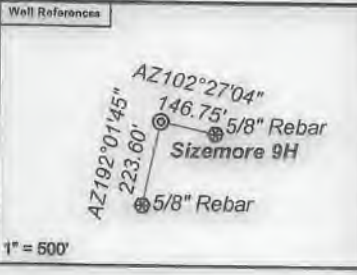 Well References
AZ102°27'04"
146.75'
5/8" Rebar
Sizemore 9H
AZ192°01'45"
223.60'
5/8" Rebar
1" = 500'